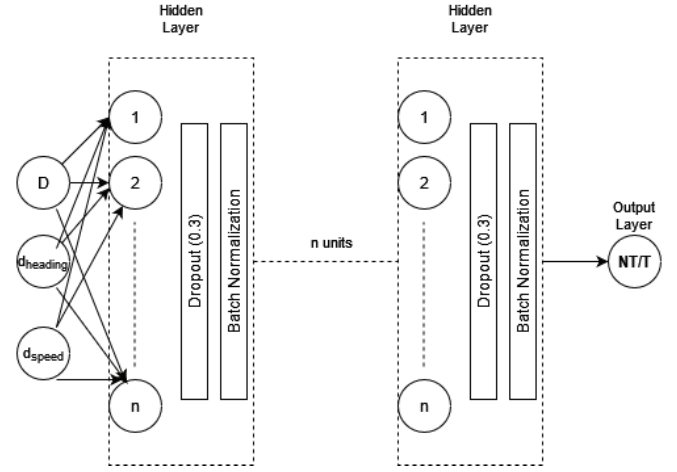 Hidden
Layer
Hidden
Layer
1
2
n
D
dheading
dspeed
Dropout (0.3)
Batch Normalization
n units
1
2
n
Dropout (0.3)
Batch Normalization
Output
Layer
NT/T